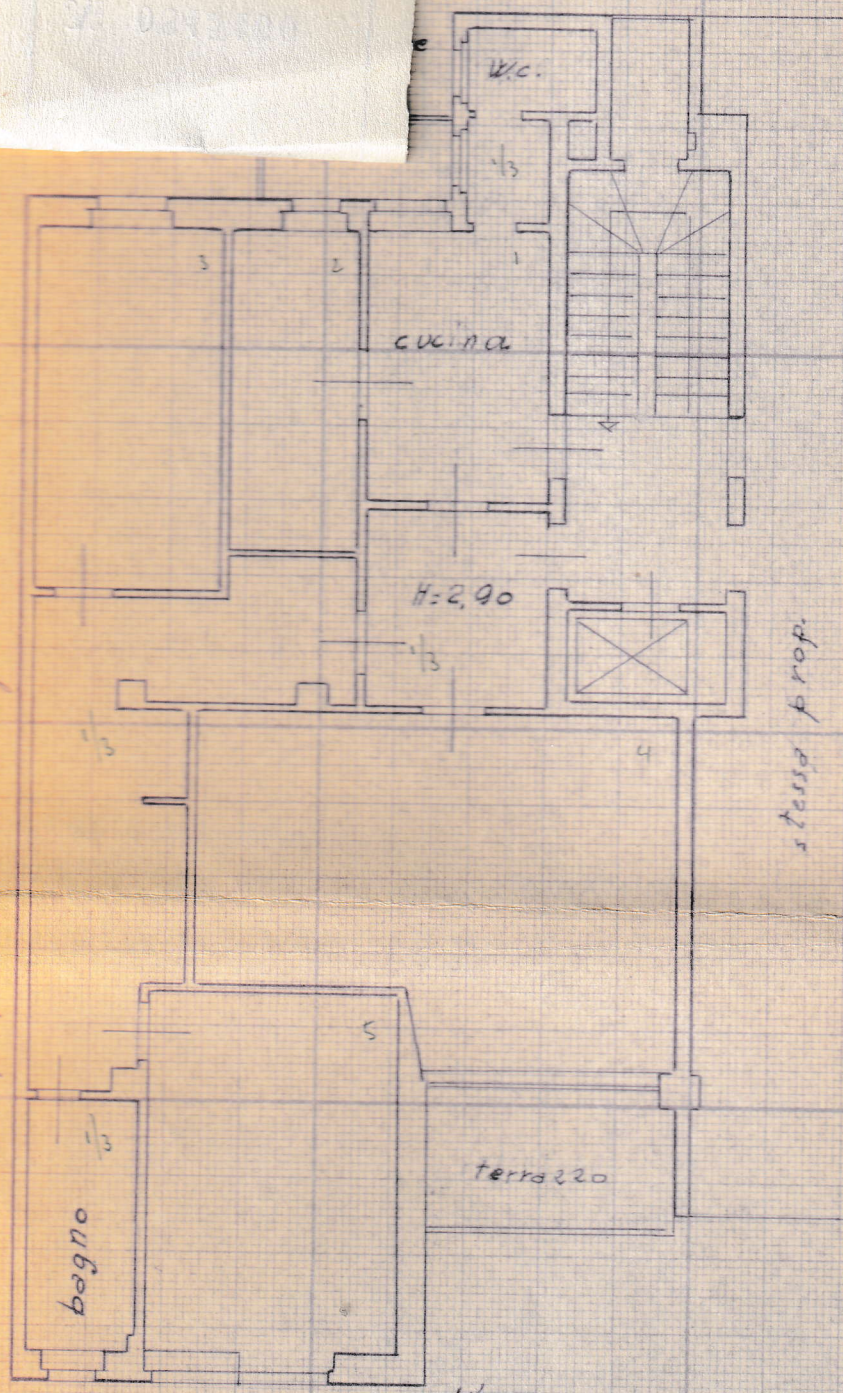 W.c.
1/3
3
2
1
cucina
H=2,90
1/3
1/3
4
stessa prop.
5
1/3
terrazzo
bagno